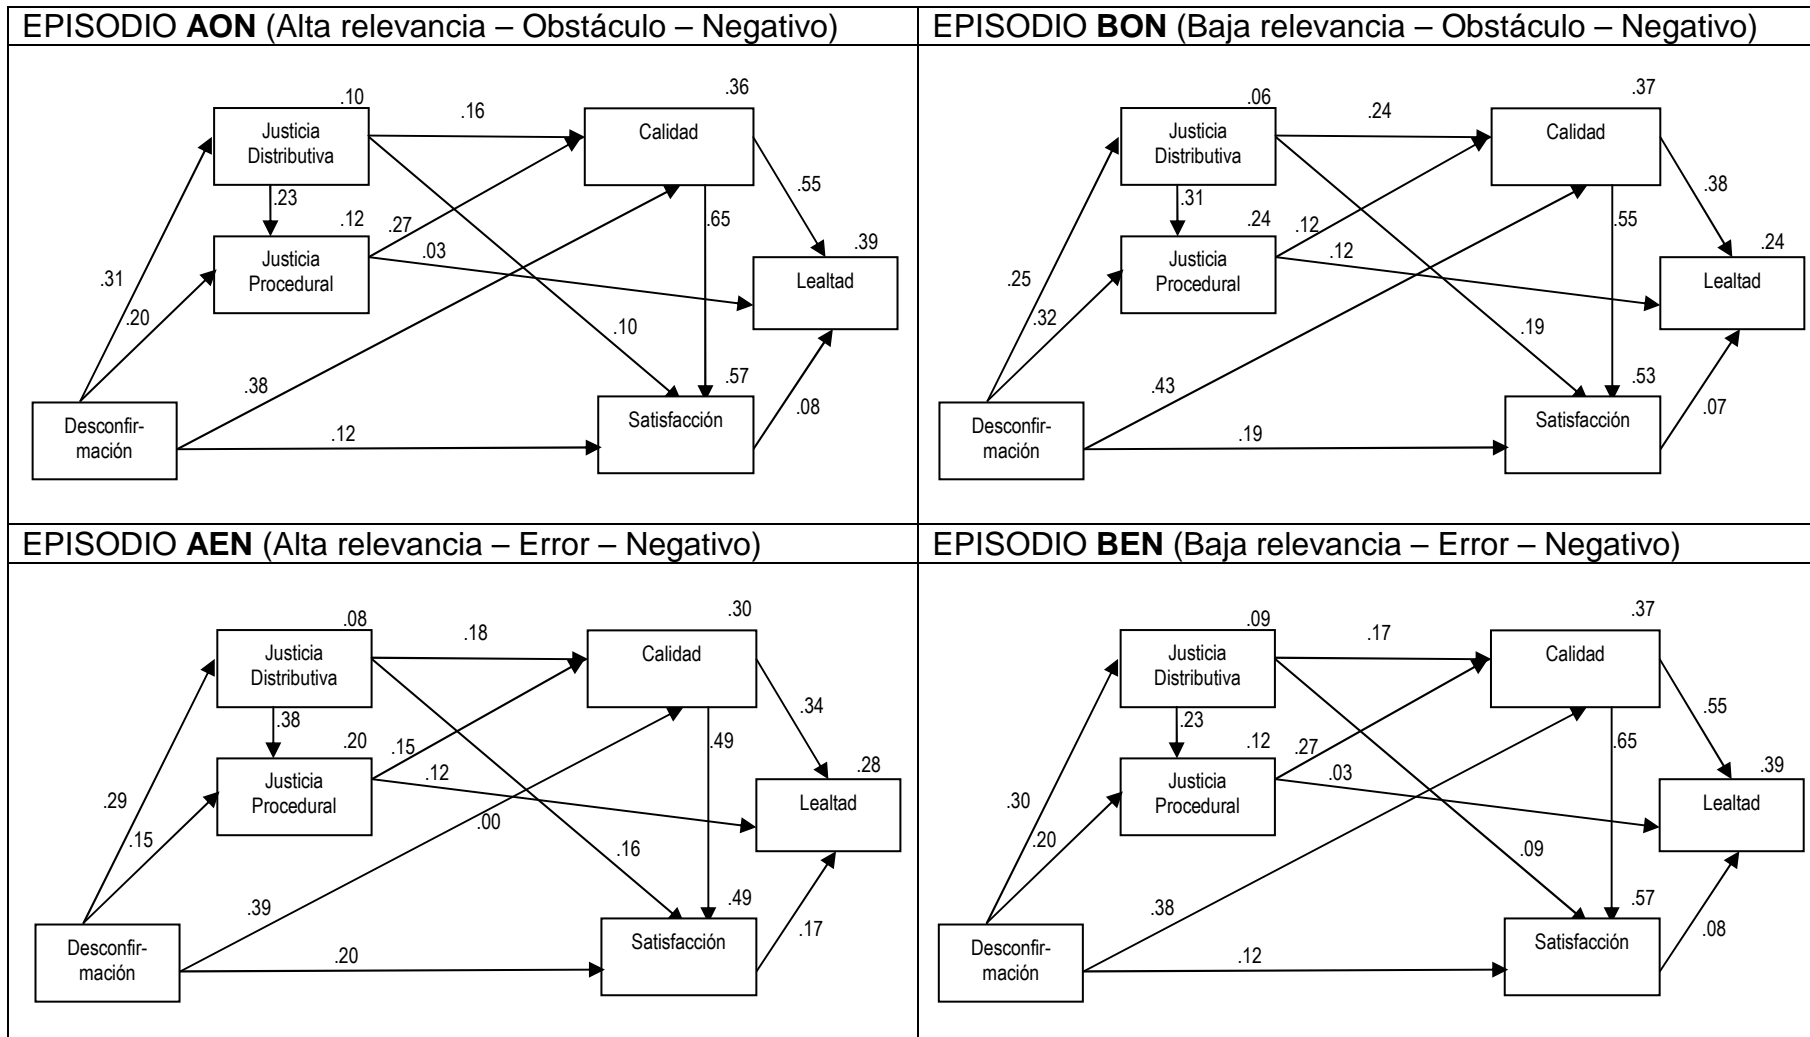 EPISODIO AON (Alta relevancia – Obstáculo – Negativo)
.10
.36
.16
Justicia
Distributiva
Calidad
.23
.55
.12
.27
.65
.39
.03
Justicia
Procedural
Lealtad
.31
.20
.10
.38
.57
.08
Desconfir-
mación
Satisfacción
.12
EPISODIO BON (Baja relevancia – Obstáculo – Negativo)
.06
.37
.24
Justicia
Distributiva
Calidad
.31
.38
.24
.12
.55
.24
.12
Justicia
Procedural
Lealtad
.25
.32
.19
.43
.53
.07
Desconfir-
mación
Satisfacción
.19
EPISODIO AEN (Alta relevancia – Error – Negativo)
.08
.30
.18
Justicia
Distributiva
Calidad
.38
.34
.20
.15
.49
.28
.12
Justicia
Procedural
Lealtad
.29
.15
.00
.16
.39
.49
.17
Desconfir-
mación
Satisfacción
.20
EPISODIO BEN (Baja relevancia – Error – Negativo)
.09
.37
.17
Justicia
Distributiva
Calidad
.23
.55
.12
.27
.65
.39
.03
Justicia
Procedural
Lealtad
.30
.20
.09
.38
.57
.08
Desconfir-
mación
Satisfacción
.12